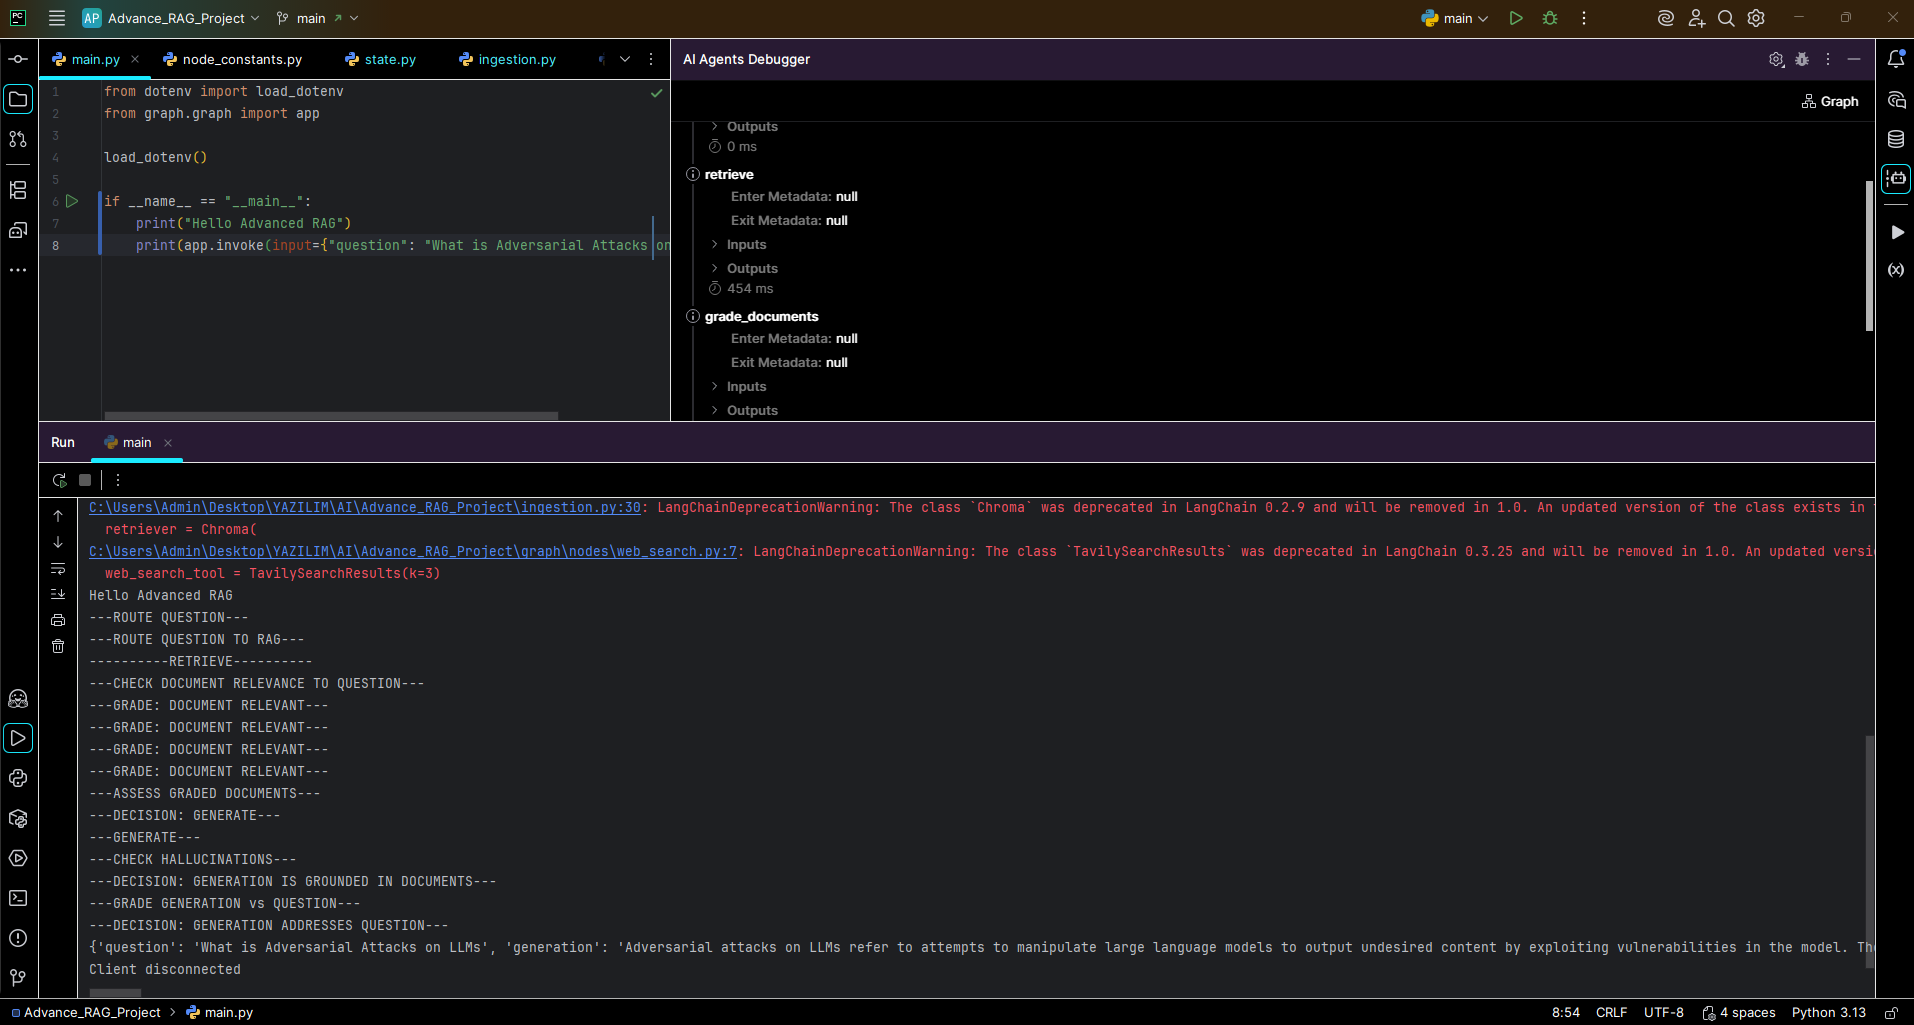 PC
AP Advance_RAG_Project main
main
main.py node_constants.py state.py ingestion.py
1 from dotenv import load_dotenv
2 from graph.graph import app
3
4 load_dotenv()
5
6 if __name__ == "__main__":
7 print("Hello Advanced RAG")
8 print(app.invoke(input={"question": "What is Adversarial Attacks on
AI Agents Debugger
Graph
Outputs
0 ms
retrieve
Enter Metadata: null
Exit Metadata: null
Inputs
Outputs
454 ms
grade_documents
Enter Metadata: null
Exit Metadata: null
Inputs
Outputs
Run main
C:\Users\Admin\Desktop\YAZILIM\AI\Advance_RAG_Project\ingestion.py:30: LangChainDeprecationWarning: The class `Chroma` was deprecated in LangChain 0.2.9 and will be removed in 1.0. An updated version of the class exists in
retriever = Chroma(
C:\Users\Admin\Desktop\YAZILIM\AI\Advance_RAG_Project\graph\nodes\web_search.py:7: LangChainDeprecationWarning: The class `TavilySearchResults` was deprecated in LangChain 0.3.25 and will be removed in 1.0. An updated versi
web_search_tool = TavilySearchResults(k=3)
Hello Advanced RAG
---ROUTE QUESTION---
---ROUTE QUESTION TO RAG---
----------RETRIEVE----------
---CHECK DOCUMENT RELEVANCE TO QUESTION---
---GRADE: DOCUMENT RELEVANT---
---GRADE: DOCUMENT RELEVANT---
---GRADE: DOCUMENT RELEVANT---
---GRADE: DOCUMENT RELEVANT---
---ASSESS GRADED DOCUMENTS---
---DECISION: GENERATE---
---GENERATE---
---CHECK HALLUCINATIONS---
---DECISION: GENERATION IS GROUNDED IN DOCUMENTS---
---GRADE GENERATION vs QUESTION---
---DECISION: GENERATION ADDRESSES QUESTION---
{'question': 'What is Adversarial Attacks on LLMs', 'generation': 'Adversarial attacks on LLMs refer to attempts to manipulate large language models to output undesired content by exploiting vulnerabilities in the model. Th
Client disconnected
Advance_RAG_Project > main.py
8:54 CRLF UTF-8 4 spaces Python 3.13